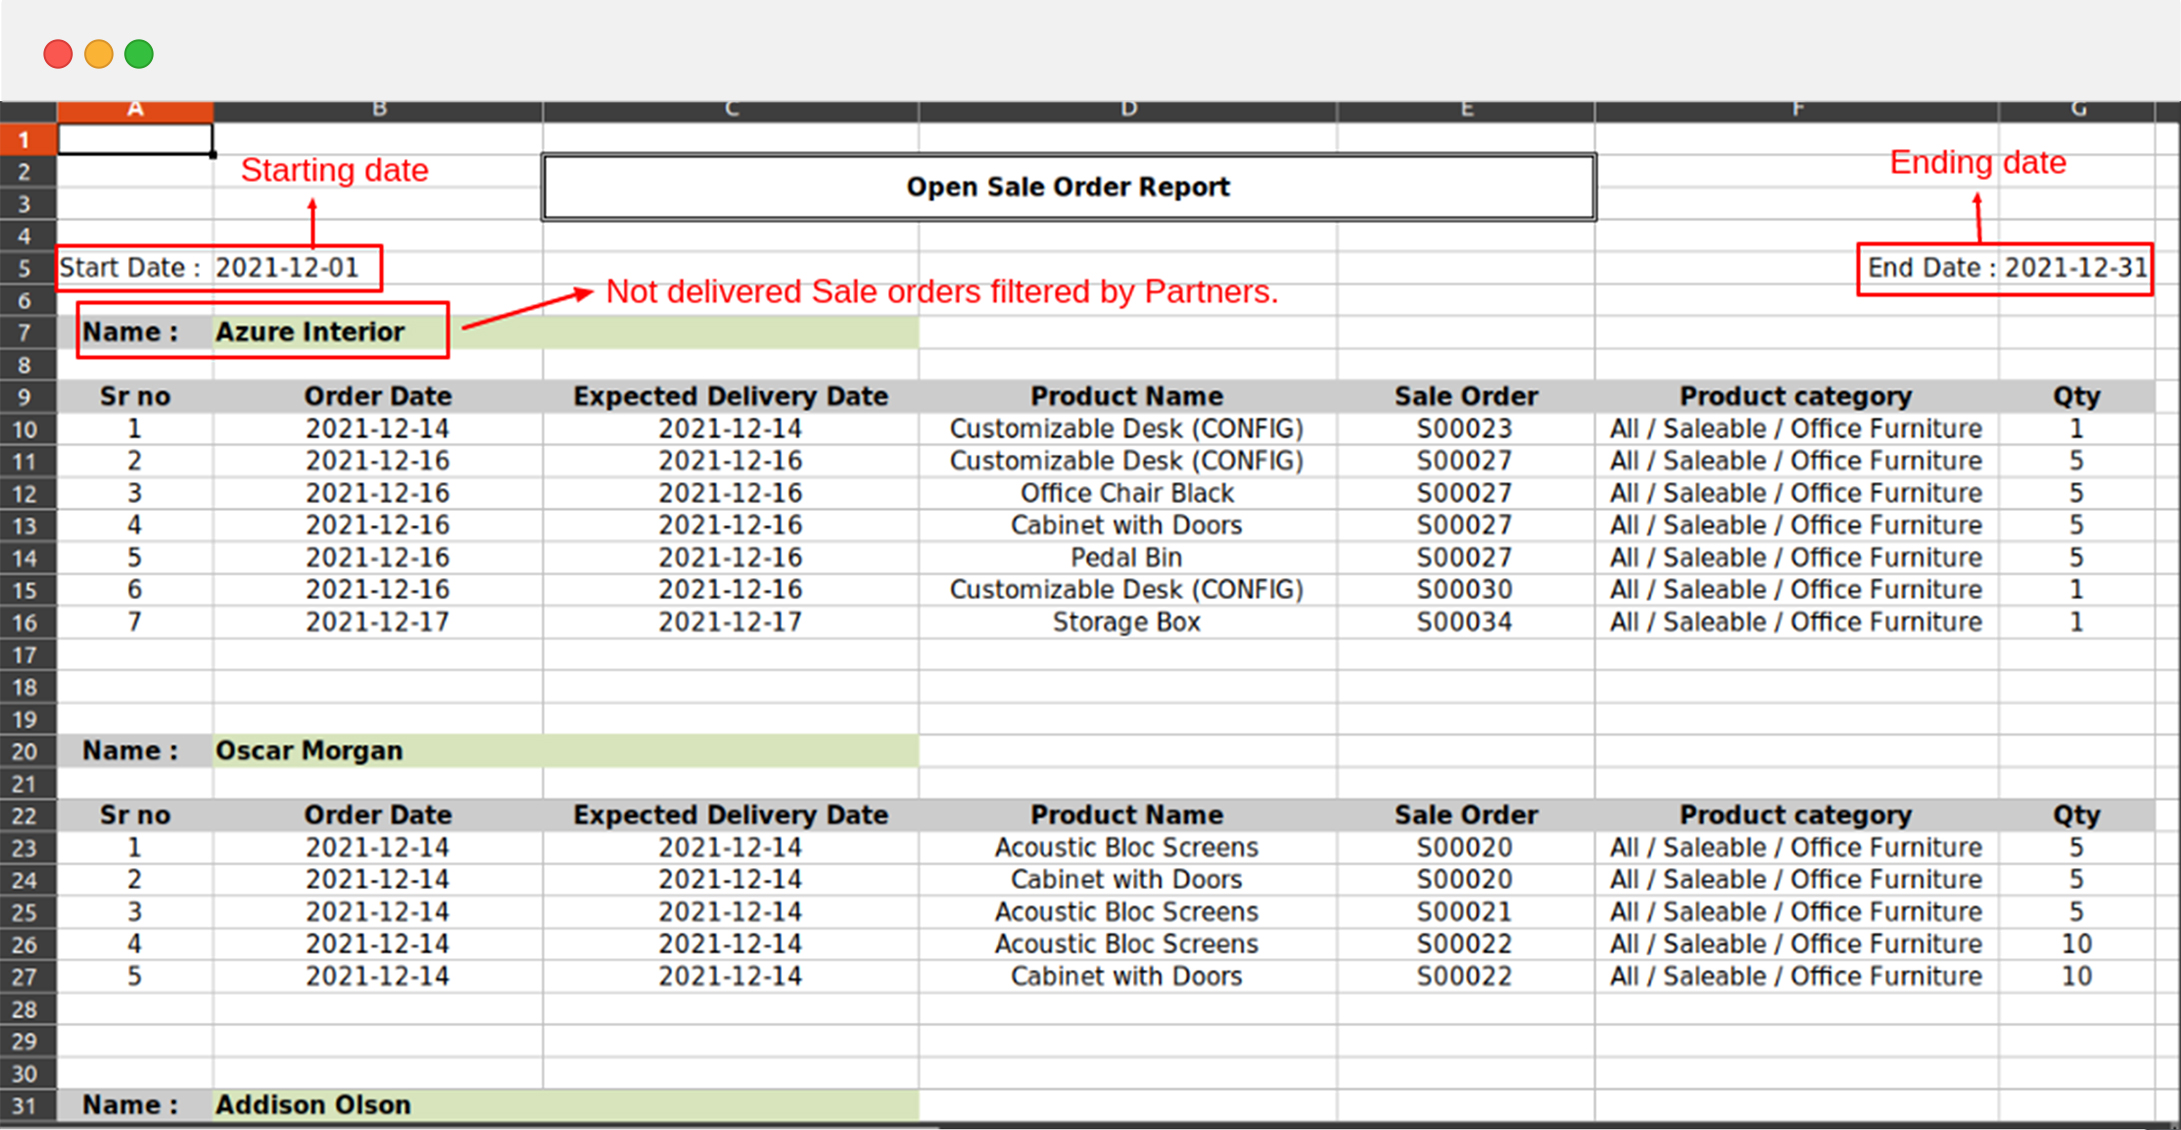 A B C D E F G
1
2 Starting date Ending date
Open Sale Order Report
3
4
5 Start Date : 2021-12-01 End Date : 2021-12-31
6 Not delivered Sale orders filtered by Partners.
7 Name : Azure Interior
8
9 Sr no Order Date Expected Delivery Date Product Name Sale Order Product category Qty
10 1 2021-12-14 2021-12-14 Customizable Desk (CONFIG) S00023 All / Saleable / Office Furniture 1
11 2 2021-12-16 2021-12-16 Customizable Desk (CONFIG) S00027 All / Saleable / Office Furniture 5
12 3 2021-12-16 2021-12-16 Office Chair Black S00027 All / Saleable / Office Furniture 5
13 4 2021-12-16 2021-12-16 Cabinet with Doors S00027 All / Saleable / Office Furniture 5
14 5 2021-12-16 2021-12-16 Pedal Bin S00027 All / Saleable / Office Furniture 5
15 6 2021-12-16 2021-12-16 Customizable Desk (CONFIG) S00030 All / Saleable / Office Furniture 1
16 7 2021-12-17 2021-12-17 Storage Box S00034 All / Saleable / Office Furniture 1
17
18
19
20 Name : Oscar Morgan
21
22 Sr no Order Date Expected Delivery Date Product Name Sale Order Product category Qty
23 1 2021-12-14 2021-12-14 Acoustic Bloc Screens S00020 All / Saleable / Office Furniture 5
24 2 2021-12-14 2021-12-14 Cabinet with Doors S00020 All / Saleable / Office Furniture 5
25 3 2021-12-14 2021-12-14 Acoustic Bloc Screens S00021 All / Saleable / Office Furniture 5
26 4 2021-12-14 2021-12-14 Acoustic Bloc Screens S00022 All / Saleable / Office Furniture 10
27 5 2021-12-14 2021-12-14 Cabinet with Doors S00022 All / Saleable / Office Furniture 10
28
29
30
31 Name : Addison Olson